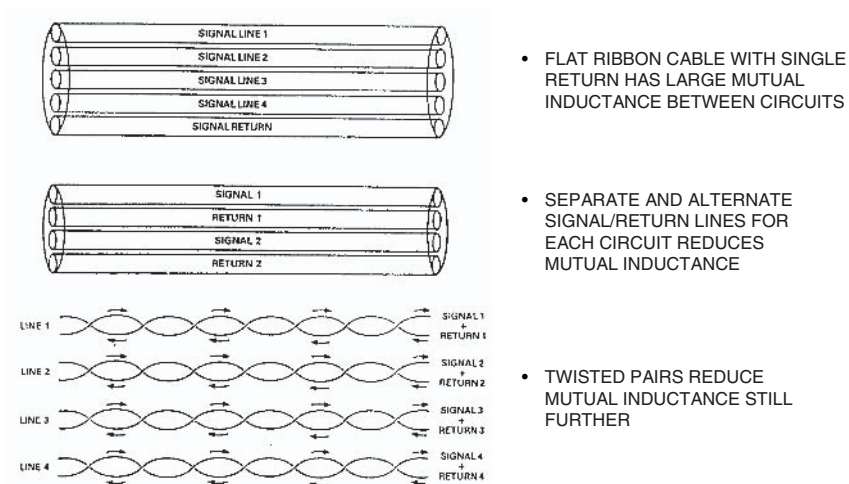 SIGNAL LINE 1
SIGNAL LINE 2
SIGNAL LINE 3
SIGNAL LINE 4
SIGNAL RETURN
• FLAT RIBBON CABLE WITH SINGLE
RETURN HAS LARGE MUTUAL
INDUCTANCE BETWEEN CIRCUITS
SIGNAL 1
RETURN 1
SIGNAL 2
RETURN 2
• SEPARATE AND ALTERNATE
SIGNAL/RETURN LINES FOR
EACH CIRCUIT REDUCES
MUTUAL INDUCTANCE
LINE 1
SIGNAL 1
+
RETURN 1
LINE 2
SIGNAL 2
+
RETURN 2
LINE 3
SIGNAL 3
+
RETURN 3
LINE 4
SIGNAL 4
+
RETURN 4
• TWISTED PAIRS REDUCE
MUTUAL INDUCTANCE STILL
FURTHER